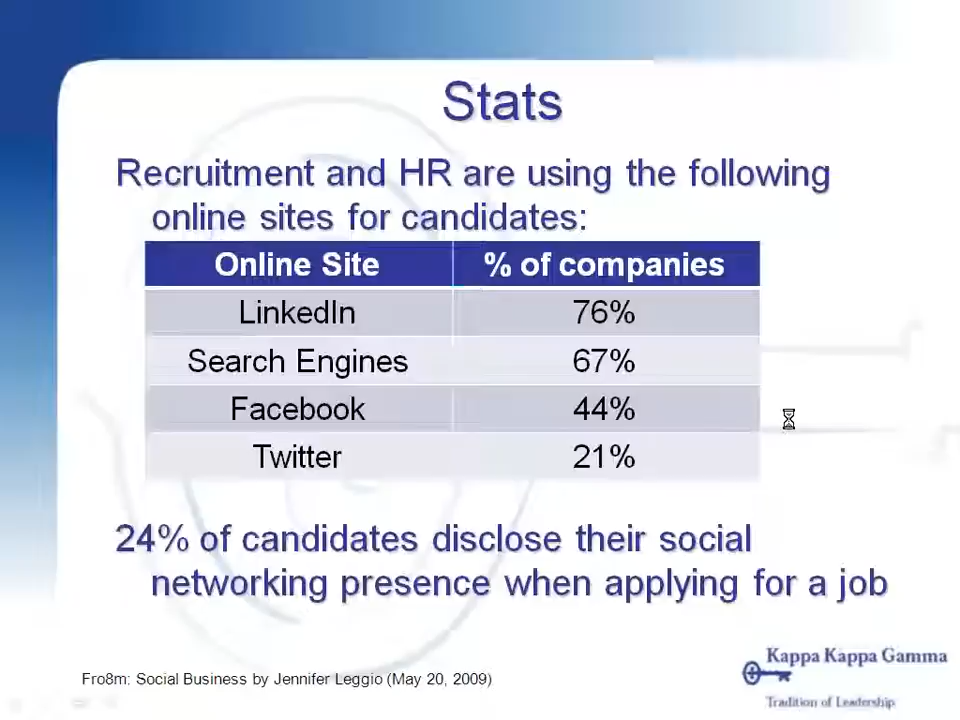 Stats
Recruitment and HR are using the following
online sites for candidates:
Online Site % of companies
LinkedIn 76%
Search Engines 67%
Facebook 44%
Twitter 21%
24% of candidates disclose their social
networking presence when applying for a job
Fro8m: Social Business by Jennifer Leggio (May 20, 2009)
Kappa Kappa Gamma
Tradition of Leadership